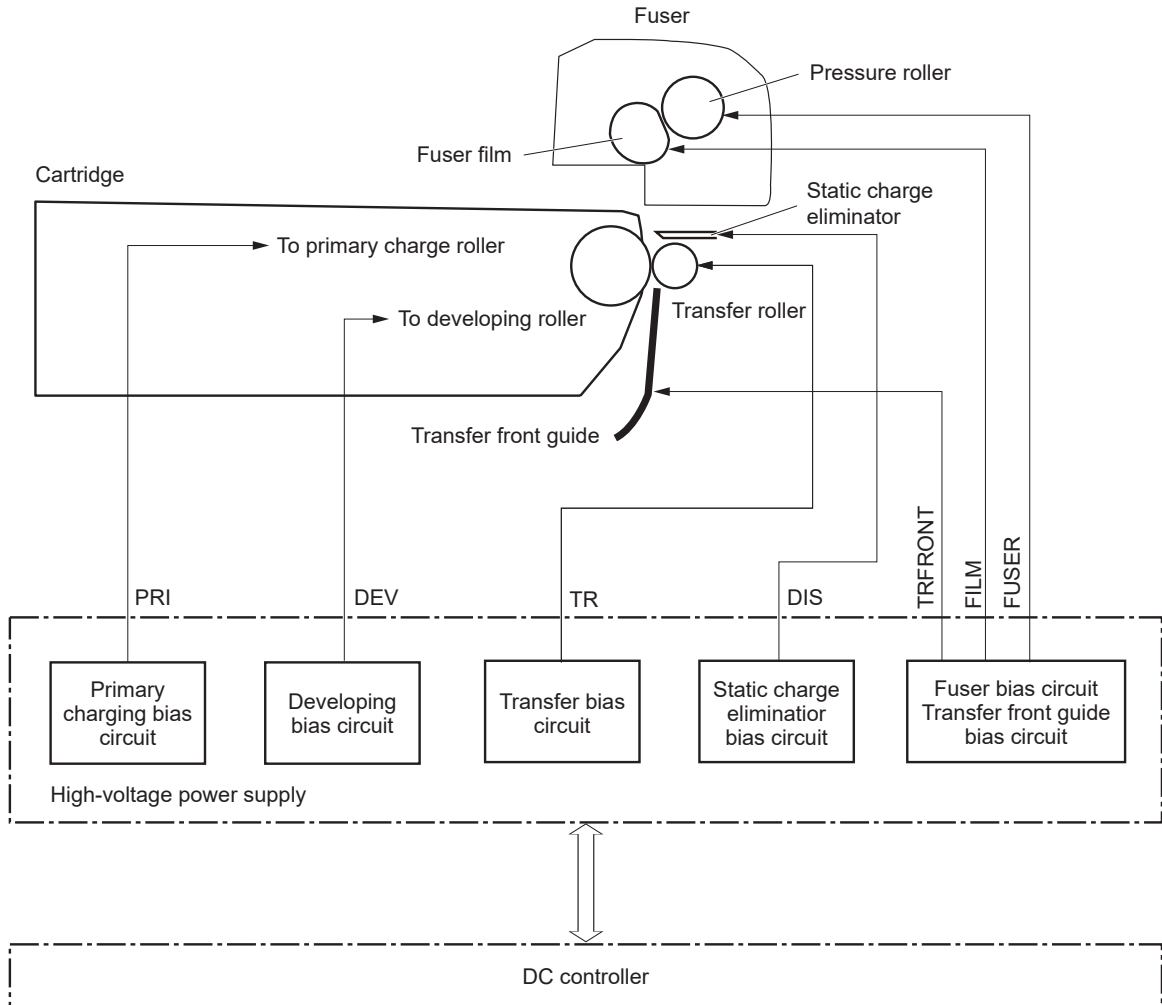 Fuser
Pressure roller
Fuser film
Cartridge
Static charge
eliminator
To primary charge roller
Transfer roller
To developing roller
Transfer front guide
PRI
DEV
TR
DIS
TRFRONT
FILM
FUSER
Primary
charging bias
circuit
Developing
bias circuit
Transfer bias
circuit
Static charge
eliminatior
bias circuit
Fuser bias circuit
Transfer front guide
bias circuit
High-voltage power supply
DC controller